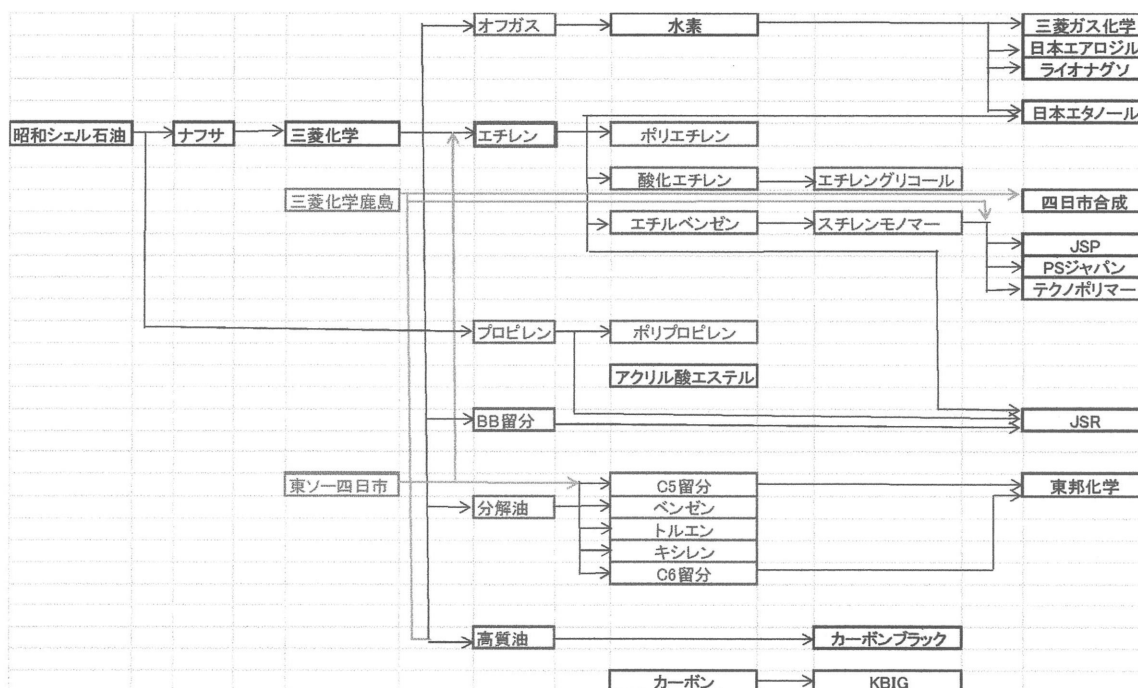 オフガス 水素 三菱ガス化学
日本エアロジル
ライオナグソ
日本エタノール
昭和シェル石油 ナフサ 三菱化学 エチレン ポリエチレン
酸化エチレン エチレングリコール
三菱化学鹿島 四日市合成
エチルベンゼン スチレンモノマー
JSP
PSジャパン
テクノポリマー
プロピレン ポリプロピレン
アクリル酸エステル
BB留分 JSR
東ソー四日市 C5留分 東邦化学
分解油 ベンゼン
トルエン
キシレン
C6留分
高質油 カーボンブラック
カーボン KBIG